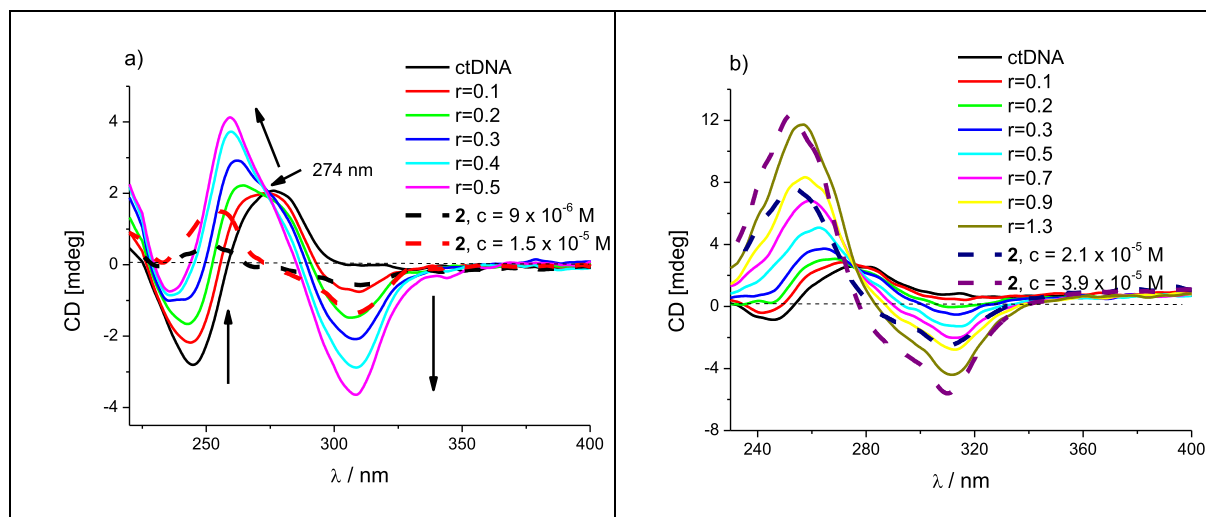 a)
ctDNA
r=0.1
r=0.2
r=0.3
r=0.4
r=0.5
2, c = 9 x 10⁻⁶ M
2, c = 1.5 x 10⁻⁵ M
274 nm
CD [mdeg]
4
2
0
-2
-4
250
300
350
400
λ / nm
b)
ctDNA
r=0.1
r=0.2
r=0.3
r=0.5
r=0.7
r=0.9
r=1.3
2, c = 2.1 x 10⁻⁵ M
2, c = 3.9 x 10⁻⁵ M
CD [mdeg]
12
8
4
0
-4
-8
240
280
320
360
400
λ / nm